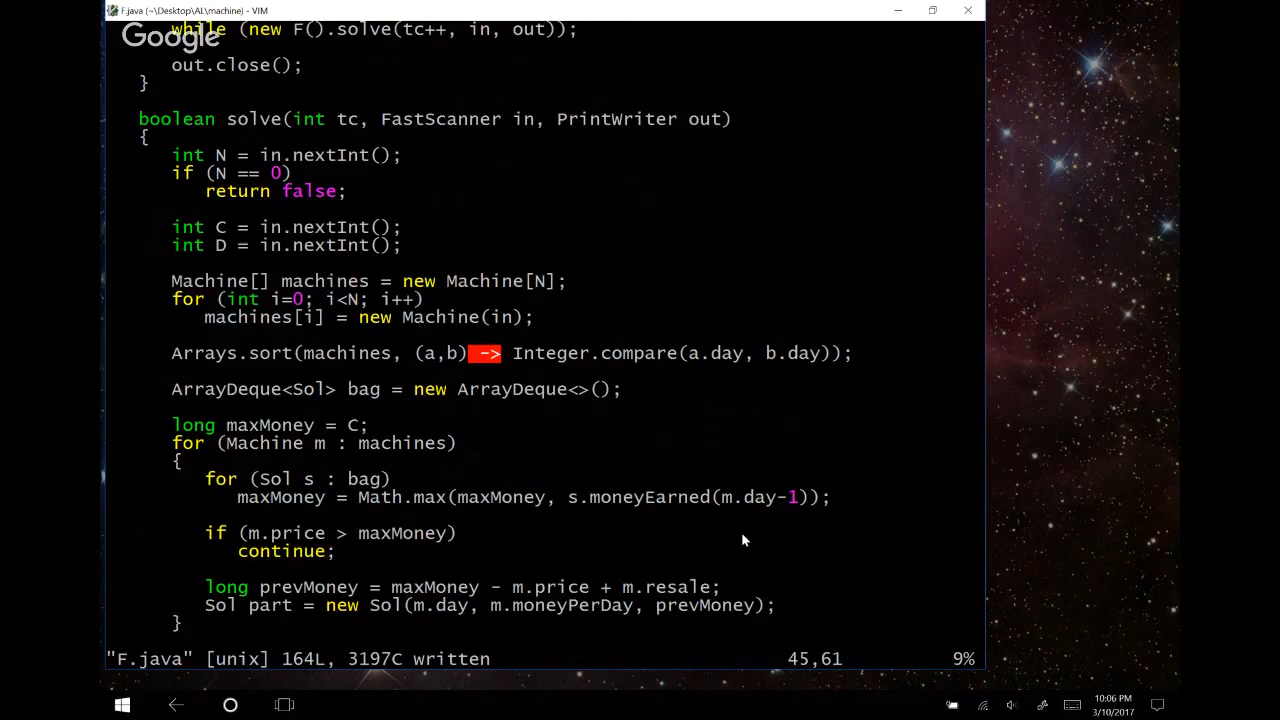 F.java (~\Desktop\AL\machine) - VIM
while (new F().solve(tc++, in, out));
Google
out.close();
}
boolean solve(int tc, FastScanner in, PrintWriter out)
{
int N = in.nextInt();
if (N == 0)
return false;
int C = in.nextInt();
int D = in.nextInt();
Machine[] machines = new Machine[N];
for (int i=0; i<N; i++)
machines[i] = new Machine(in);
Arrays.sort(machines, (a,b) -> Integer.compare(a.day, b.day));
ArrayDeque<Sol> bag = new ArrayDeque<>();
long maxMoney = C;
for (Machine m : machines)
{
for (Sol s : bag)
maxMoney = Math.max(maxMoney, s.moneyEarned(m.day-1));
if (m.price > maxMoney)
continue;
long prevMoney = maxMoney - m.price + m.resale;
Sol part = new Sol(m.day, m.moneyPerDay, prevMoney);
}
"F.java" [unix] 164L, 3197C written 45,61 9%
10:06 PM
3/10/2017